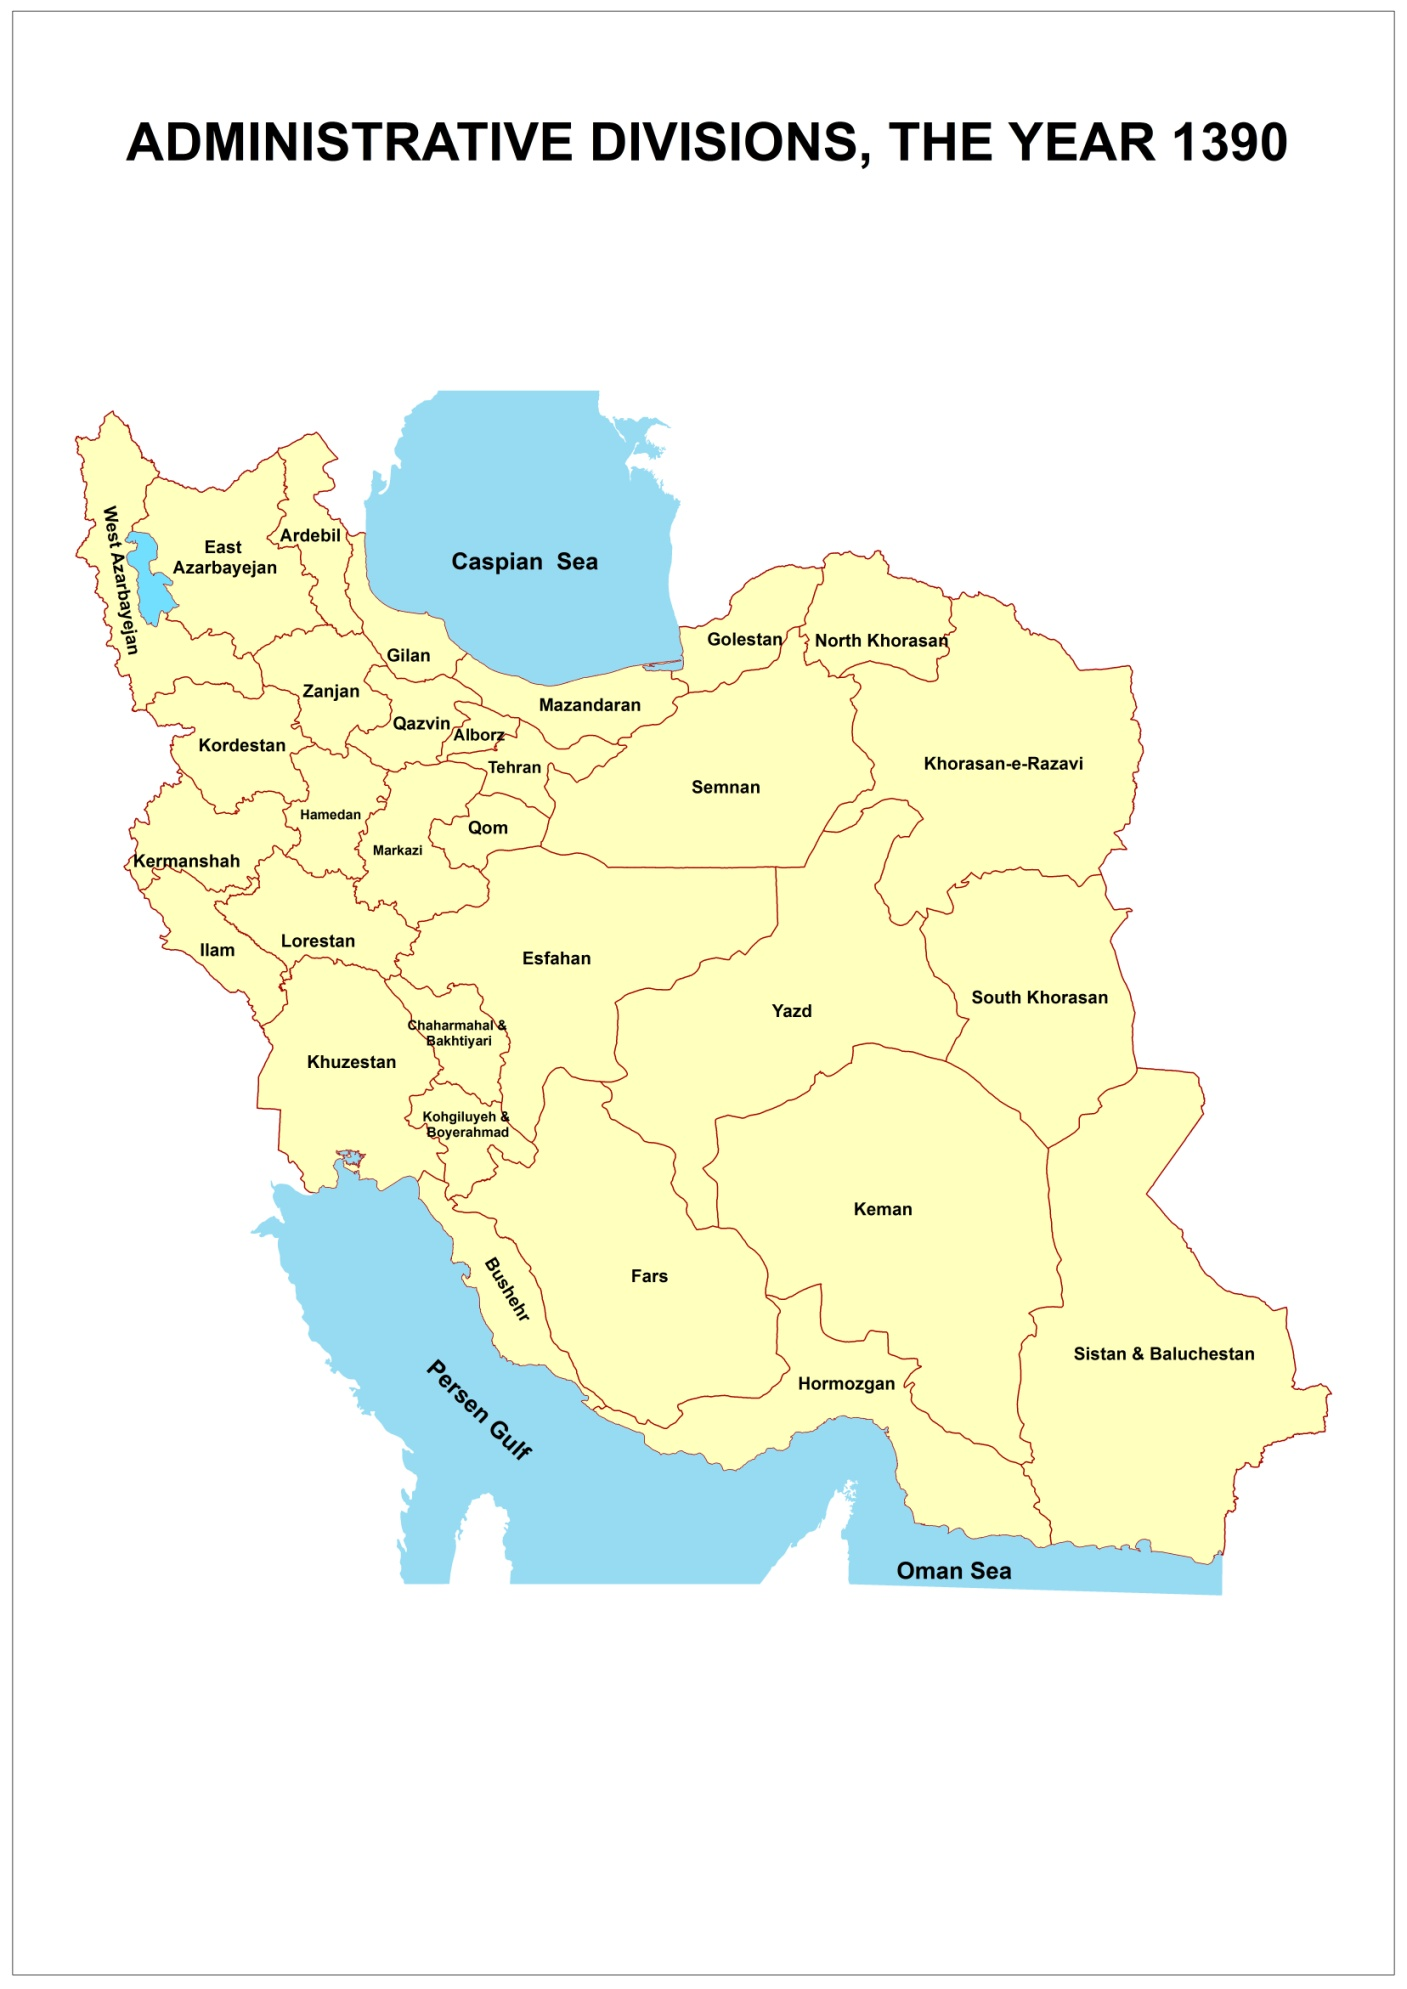 ADMINISTRATIVE DIVISIONS, THE YEAR 1390
West Azarbayejan
East
Azarbayejan
Ardebil
Caspian Sea
Gilan
Golestan
North Khorasan
Zanjan
Mazandaran
Qazvin
Alborz
Kordestan
Tehran
Khorasan-e-Razavi
Semnan
Hamedan
Qom
Markazi
Kermanshah
Ilam
Lorestan
Esfahan
South Khorasan
Yazd
Chaharmahal &
Bakhtiyari
Khuzestan
Kohgiluyeh &
Boyerahmad
Keman
Fars
Bushehr
Sistan & Baluchestan
Hormozgan
Persen Gulf
Oman Sea